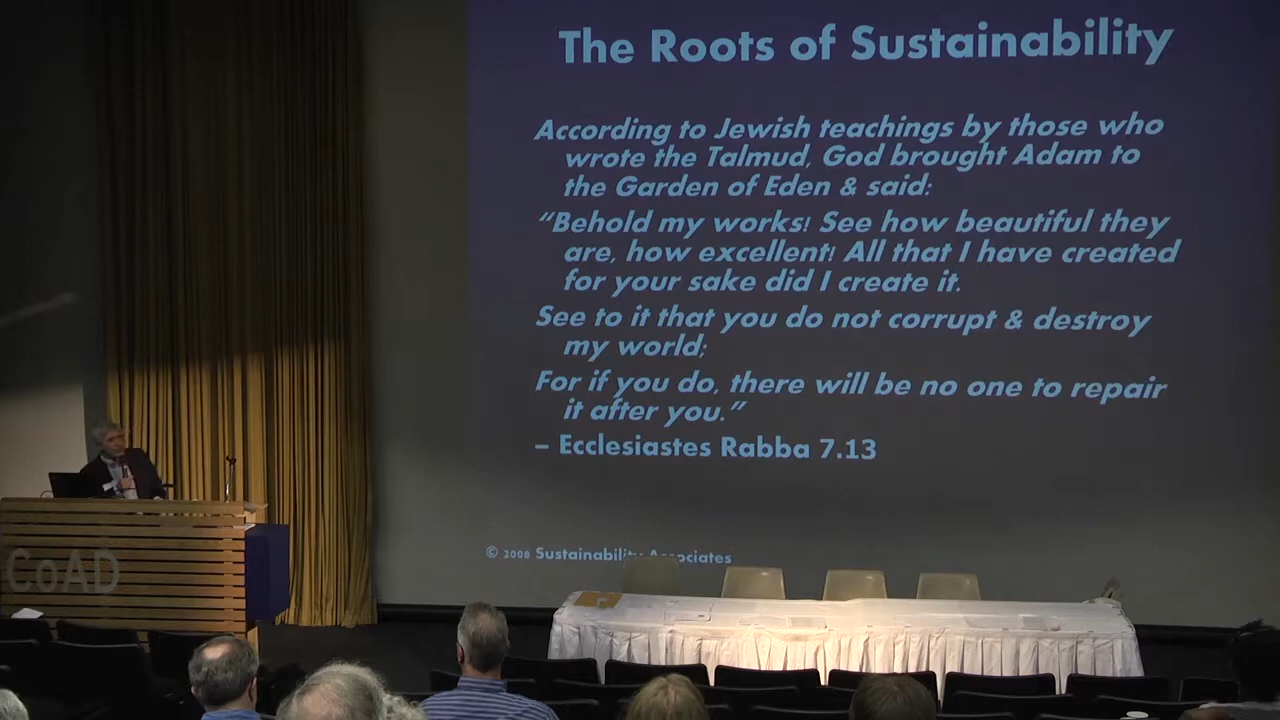 The Roots of Sustainability
According to Jewish teachings by those who
wrote the Talmud, God brought Adam to
the Garden of Eden & said:
“Behold my works! See how beautiful they
are, how excellent! All that I have created
for your sake did I create it.
See to it that you do not corrupt & destroy
my world;
For if you do, there will be no one to repair
it after you.”
– Ecclesiastes Rabba 7.13
© 2008 Sustainability Associates
CoAD